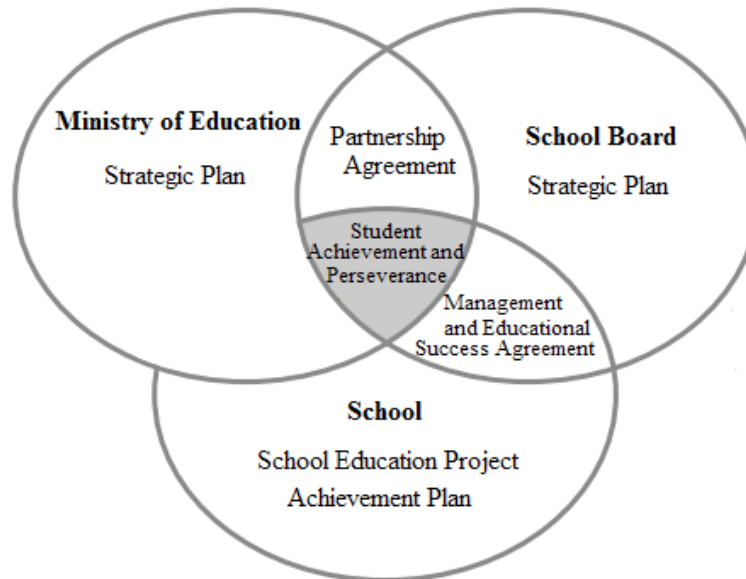 Ministry of Education
Strategic Plan
Partnership
Agreement
School Board
Strategic Plan
Student
Achievement and
Perseverance
Management
and Educational
Success Agreement
School
School Education Project
Achievement Plan